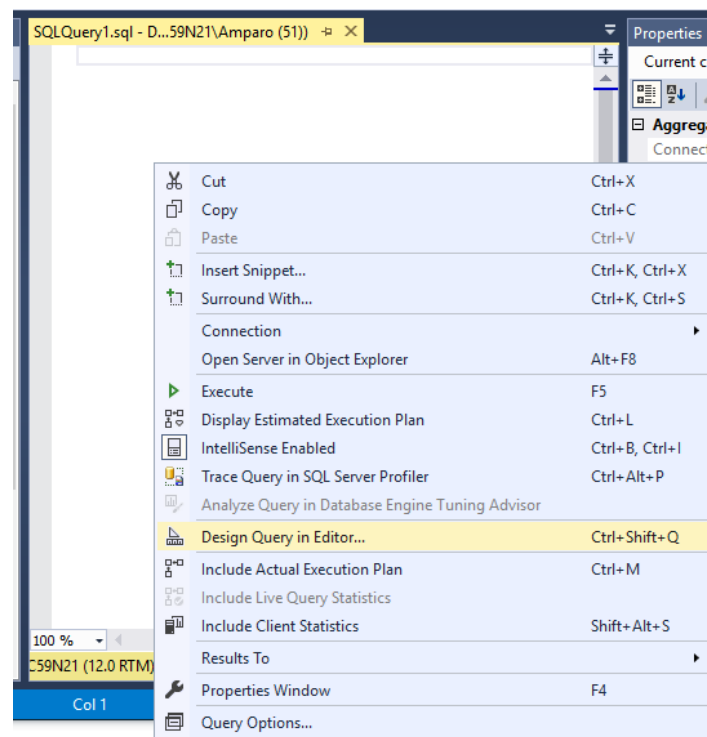 SQLQuery1.sql - D...59N21\Amparo (51))
Properties
Current c
Aggrega
Connect
Cut Ctrl+X
Copy Ctrl+C
Paste Ctrl+V
Insert Snippet... Ctrl+K, Ctrl+X
Surround With... Ctrl+K, Ctrl+S
Connection
Open Server in Object Explorer Alt+F8
Execute F5
Display Estimated Execution Plan Ctrl+L
IntelliSense Enabled Ctrl+B, Ctrl+I
Trace Query in SQL Server Profiler Ctrl+Alt+P
Analyze Query in Database Engine Tuning Advisor
Design Query in Editor... Ctrl+Shift+Q
Include Actual Execution Plan Ctrl+M
Include Live Query Statistics
Include Client Statistics Shift+Alt+S
100 %
Results To
C59N21 (12.0 RTM)
Properties Window F4
Col 1
Query Options...